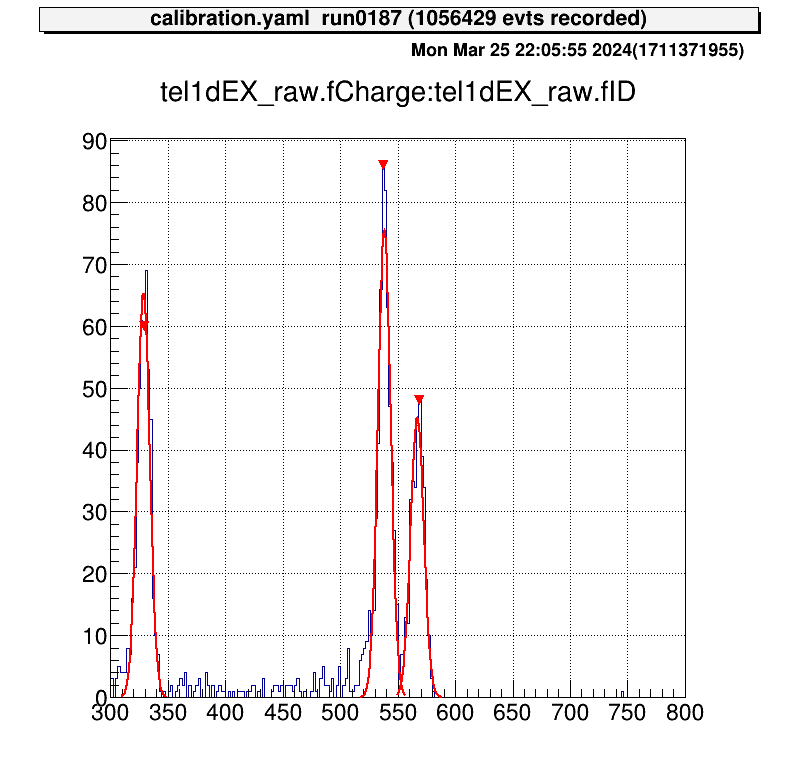 calibration.yaml run0187 (1056429 evts recorded)
Mon Mar 25 22:05:55 2024(1711371955)
tel1dEX_raw.fCharge:tel1dEX_raw.fID
90
80
70
60
50
40
30
20
10
0
300 350 400 450 500 550 600 650 700 750 800